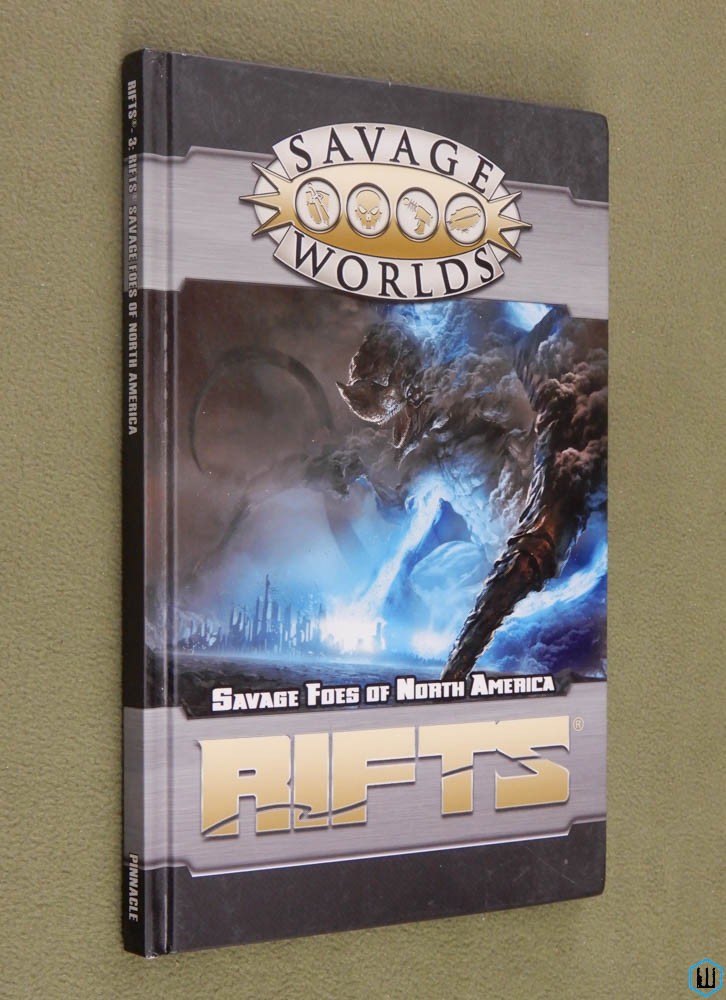 RIFTS®- 3: RIFTS® SAVAGE FOES OF NORTH AMERICA
PINNACLE
SAVAGE
WORLDS
SAVAGE FOES OF NORTH AMERICA
RIFTS®